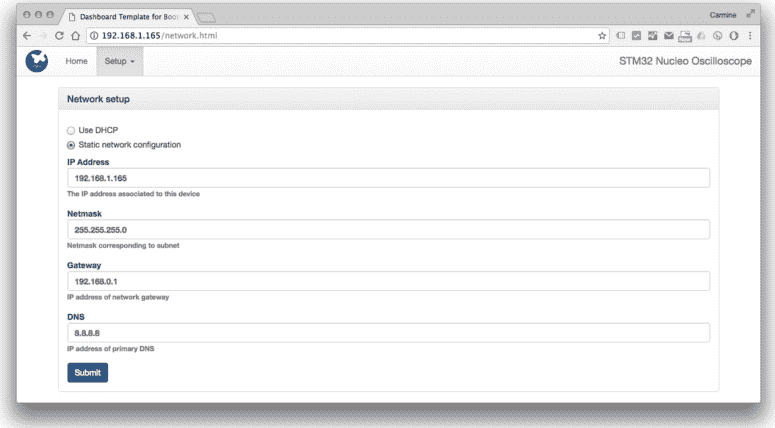 Dashboard Template for Boo
Carmine
192.168.1.165/network.html
Home
Setup
STM32 Nucleo Oscilloscope
Network setup
Use DHCP
Static network configuration
IP Address
192.168.1.165
The IP address associated to this device
Netmask
255.255.255.0
Netmask corresponding to subnet
Gateway
192.168.0.1
IP address of network gateway
DNS
8.8.8.8
IP address of primary DNS
Submit